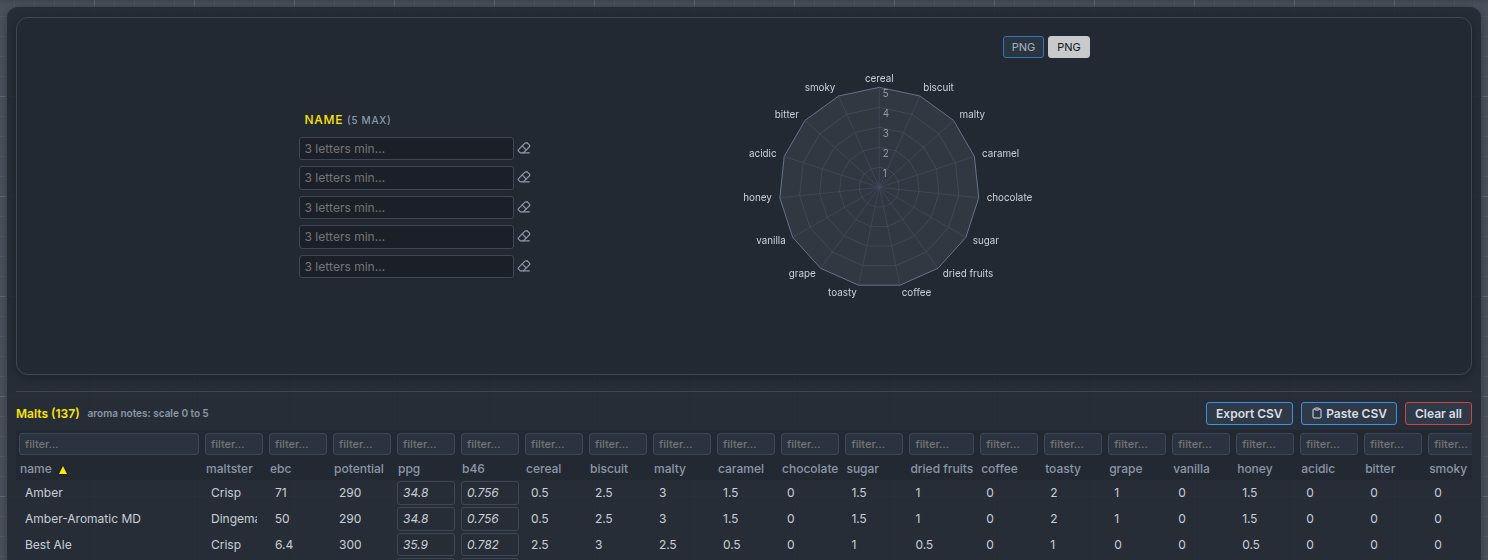 PNG PNG
cereal
smoky biscuit
5
bitter 4 malty
NAME (5 MAX)
3
3 letters min...
acidic 2 caramel
1
3 letters min...
honey chocolate
3 letters min...
3 letters min...
vanilla sugar
3 letters min...
grape dried fruits
toasty coffee
Malts (137) aroma notes: scale 0 to 5 Export CSV Paste CSV Clear all
filter... filter... filter... filter... filter... filter... filter... filter... filter... filter... filter... filter... filter... filter... filter... filter... filter... filter... filter... filter... filter...
name ▲ maltster ebc potential ppg b46 cereal biscuit malty caramel chocolate sugar dried fruits coffee toasty grape vanilla honey acidic bitter smoky
Amber Crisp 71 290 34.8 0.756 0.5 2.5 3 1.5 0 1.5 1 0 2 1 0 1.5 0 0 0
Amber-Aromatic MD Dingema 50 290 34.8 0.756 0.5 2.5 3 1.5 0 1.5 1 0 2 1 0 1.5 0 0 0
Best Ale Crisp 6.4 300 35.9 0.782 2.5 3 2.5 0.5 0 1 0.5 0 1 0 0 0.5 0 0 0